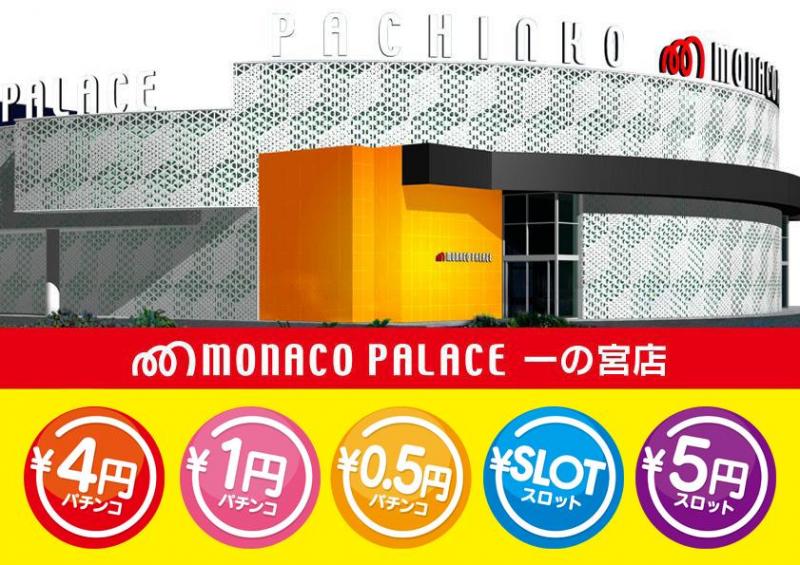 PALACE
PACHINKO
MONACO
MONACO PALACE
MONACO PALACE 一の宮店
¥4円
パチンコ
¥1円
パチンコ
¥0.5円
パチンコ
¥SLOT
スロット
¥5円
スロット